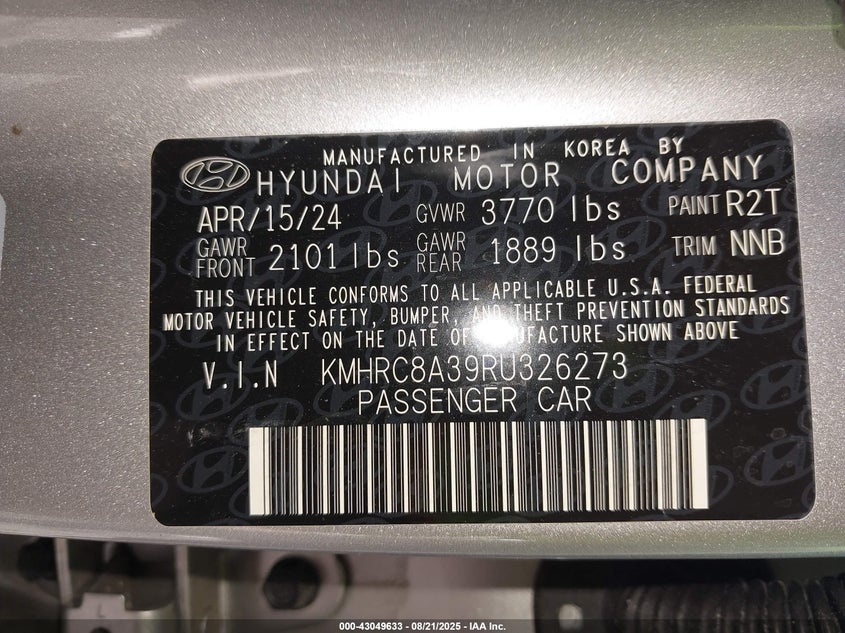 MANUFACTURED IN KOREA BY
HYUNDAI MOTOR COMPANY
APR/15/24 GVWR 3770 lbs PAINT R2T
GAWR FRONT 2101 lbs GAWR REAR 1889 lbs TRIM NNB
THIS VEHICLE CONFORMS TO ALL APPLICABLE U.S.A. FEDERAL
MOTOR VEHICLE SAFETY, BUMPER, AND THEFT PREVENTION STANDARDS
IN EFFECT ON THE DATE OF MANUFACTURE SHOWN ABOVE
V.I.N KMHRC8A39RU326273
PASSENGER CAR
L
000-43049633 - 08/21/2025 - IAA Inc.